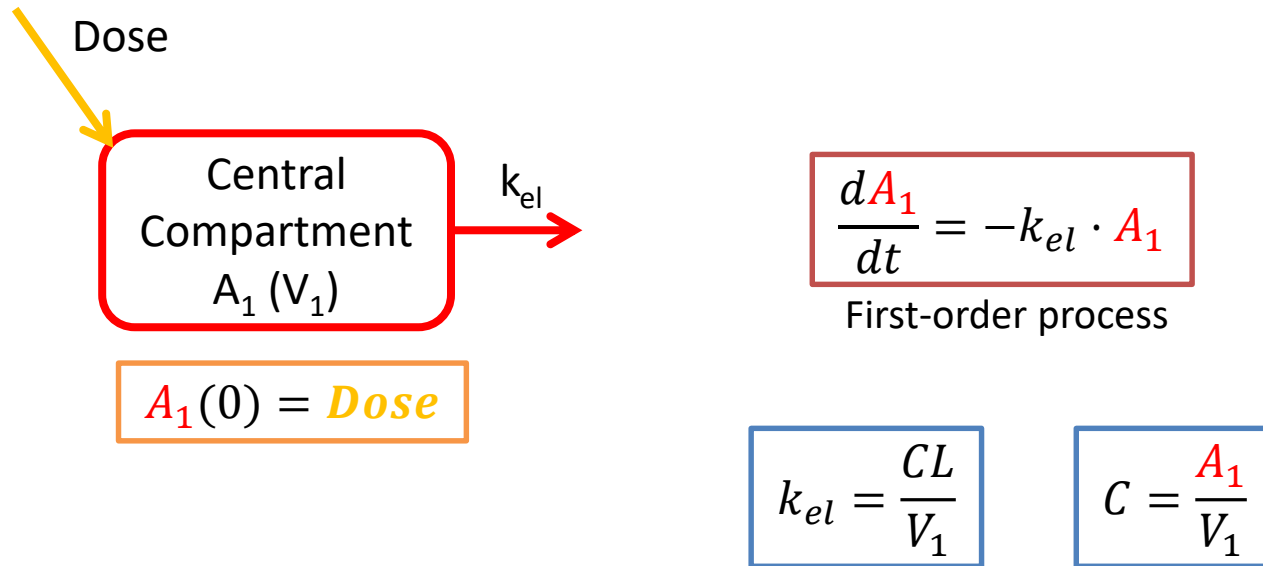 Dose
Central
Compartment
A₁ (V₁)
kₑₗ
A₁(0) = Dose
dA₁/dt = −kₑₗ · A₁
First-order process
kₑₗ = CL/V₁
C = A₁/V₁